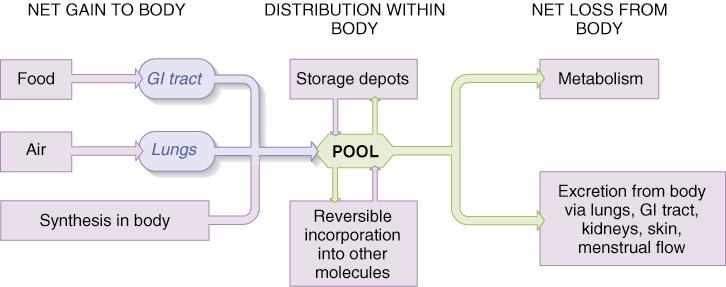 NET GAIN TO BODY
DISTRIBUTION WITHIN
BODY
NET LOSS FROM
BODY
Food
GI tract
Storage depots
Metabolism
Air
Lungs
POOL
Synthesis in body
Reversible
incorporation
into other
molecules
Excretion from body
via lungs, GI tract,
kidneys, skin,
menstrual flow